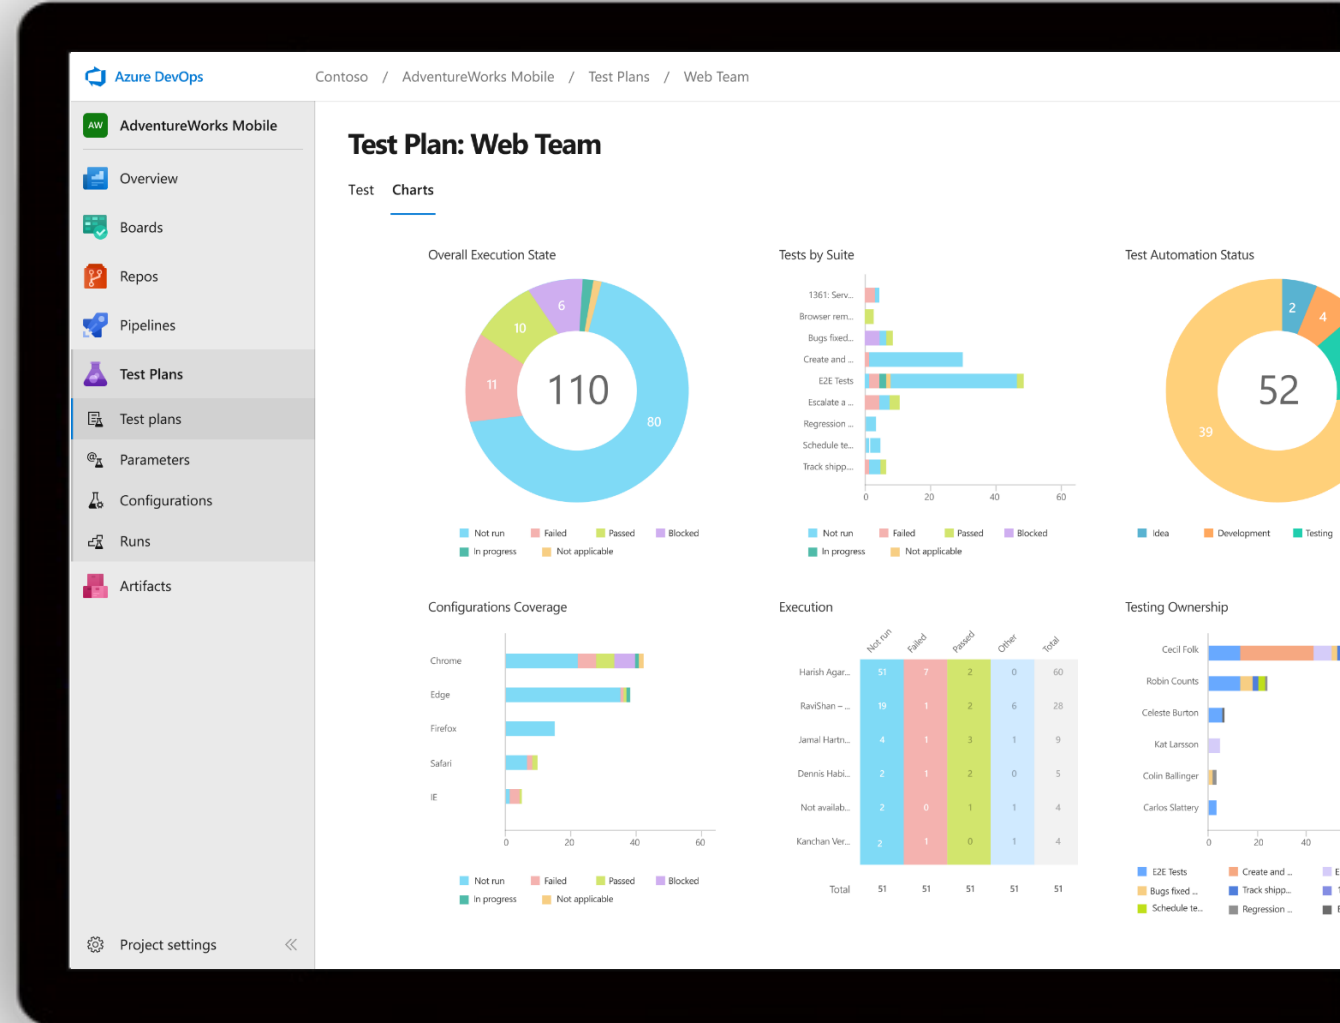 Azure DevOps
Contoso / AdventureWorks Mobile / Test Plans / Web Team
AW AdventureWorks Mobile
Overview
Boards
Repos
Pipelines
Test Plans
Test plans
Parameters
Configurations
Runs
Artifacts
Project settings
Test Plan: Web Team
Test Charts
Overall Execution State
6
10
11
110
80
Not run Failed Passed Blocked
In progress Not applicable
Tests by Suite
1361: Serv...
Browser rem...
Bugs fixed...
Create and ...
E2E Tests
Escalate a ...
Regression ...
Schedule te...
Track shipp...
0 20 40 60
Not run Failed Passed Blocked
In progress Not applicable
Test Automation Status
2
4
52
39
Idea Development Testing
Configurations Coverage
Chrome
Edge
Firefox
Safari
IE
0 20 40 60
Not run Failed Passed Blocked
In progress Not applicable
Execution
Not run Failed Passed Other Total
Harish Agar... 51 7 2 0 60
RaviShan – ... 19 1 2 6 28
Jamal Hartn... 4 1 3 1 9
Dennis Habi... 2 1 2 0 5
Not availab... 2 0 1 1 4
Kanchan Ver... 2 1 0 1 4
Total 51 51 51 51 51
Testing Ownership
Cecil Folk
Robin Counts
Celeste Burton
Kat Larsson
Colin Ballinger
Carlos Slattery
0 20 40
E2E Tests Create and ... E
Bugs fixed ... Track shipp...
Schedule te... Regression ...